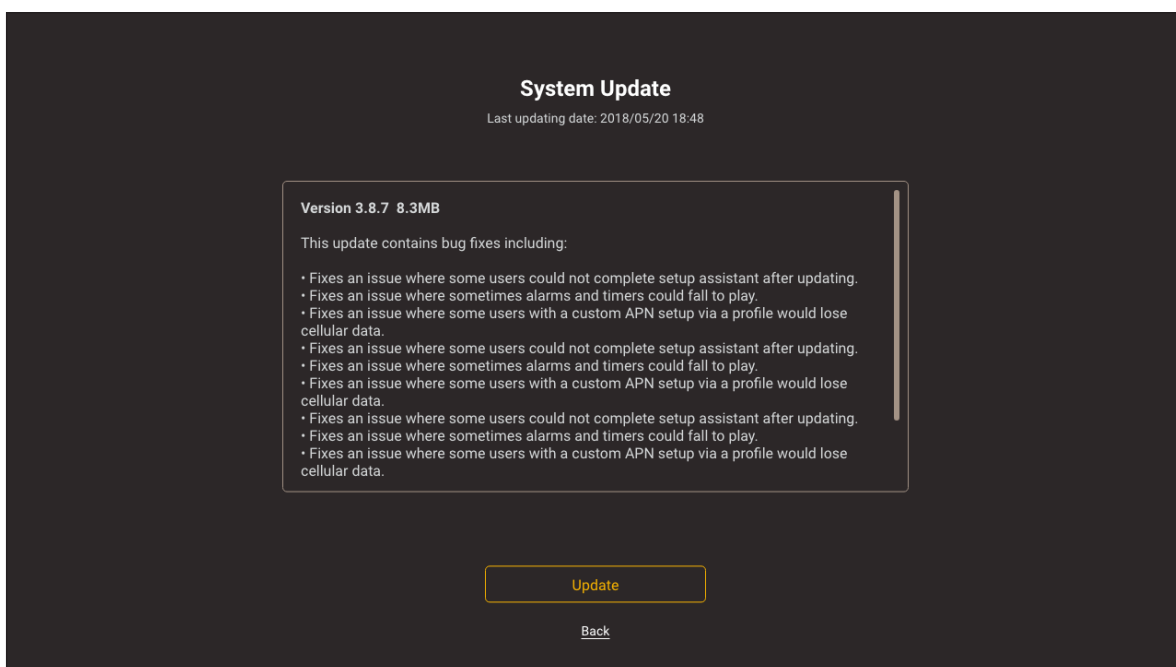 System Update
Last updating date: 2018/05/20 18:48
Version 3.8.7 8.3MB
This update contains bug fixes including:
• Fixes an issue where some users could not complete setup assistant after updating.
• Fixes an issue where sometimes alarms and timers could fall to play.
• Fixes an issue where some users with a custom APN setup via a profile would lose
cellular data.
• Fixes an issue where some users could not complete setup assistant after updating.
• Fixes an issue where sometimes alarms and timers could fall to play.
• Fixes an issue where some users with a custom APN setup via a profile would lose
cellular data.
• Fixes an issue where some users could not complete setup assistant after updating.
• Fixes an issue where sometimes alarms and timers could fall to play.
• Fixes an issue where some users with a custom APN setup via a profile would lose
cellular data.
Update
Back